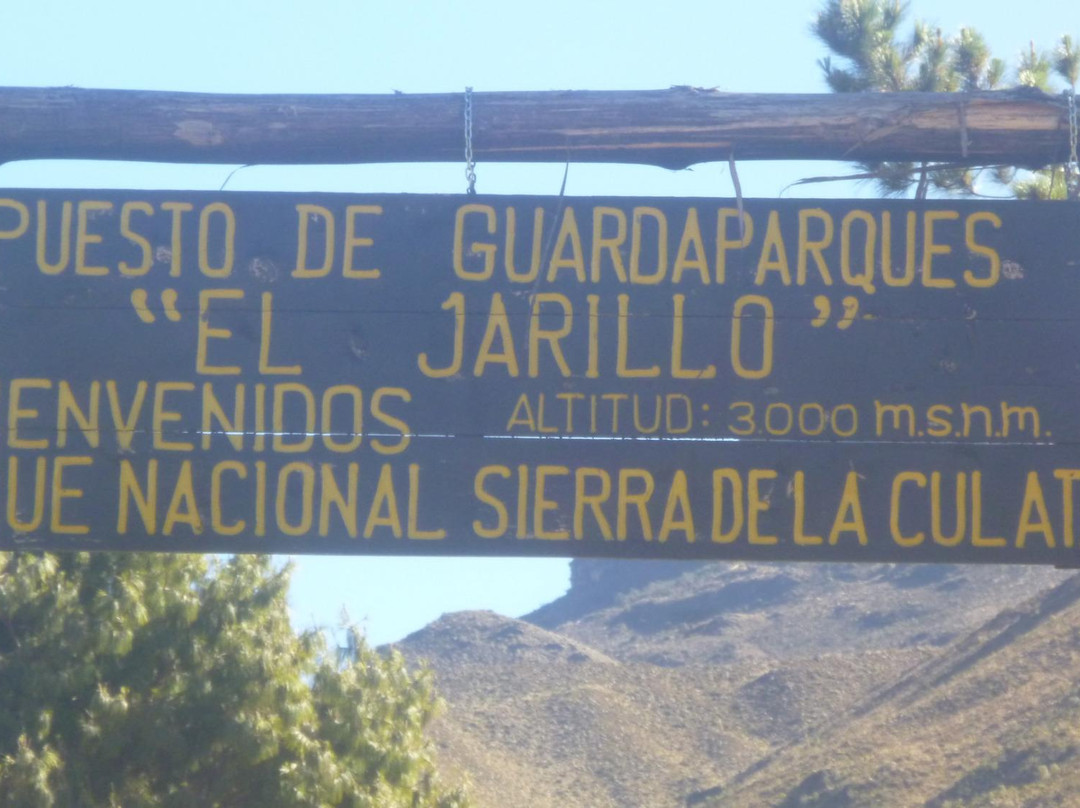 PUESTO DE GUARDAPARQUES
“EL JARILLO”
ENVENIDOS ALTITUD: 3.000 m.s.n.m.
UE NACIONAL SIERRA DE LA CULAT